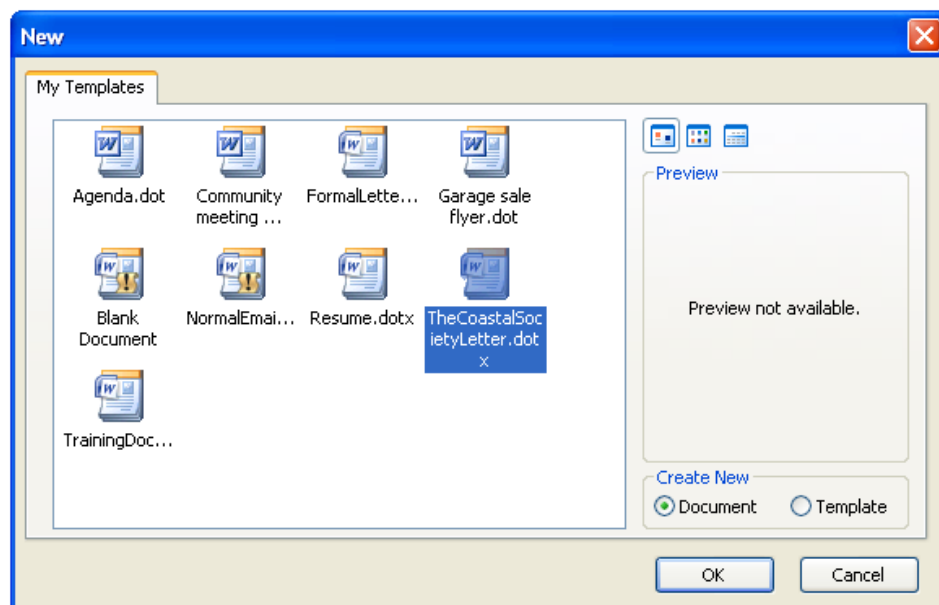 New
My Templates
Agenda.dot
Community
meeting ...
FormalLette...
Garage sale
flyer.dot
Blank
Document
NormalEmai...
Resume.dotx
TheCoastalSoc
ietyLetter.dot
x
TrainingDoc...
Preview
Preview not available.
Create New
Document
Template
OK
Cancel